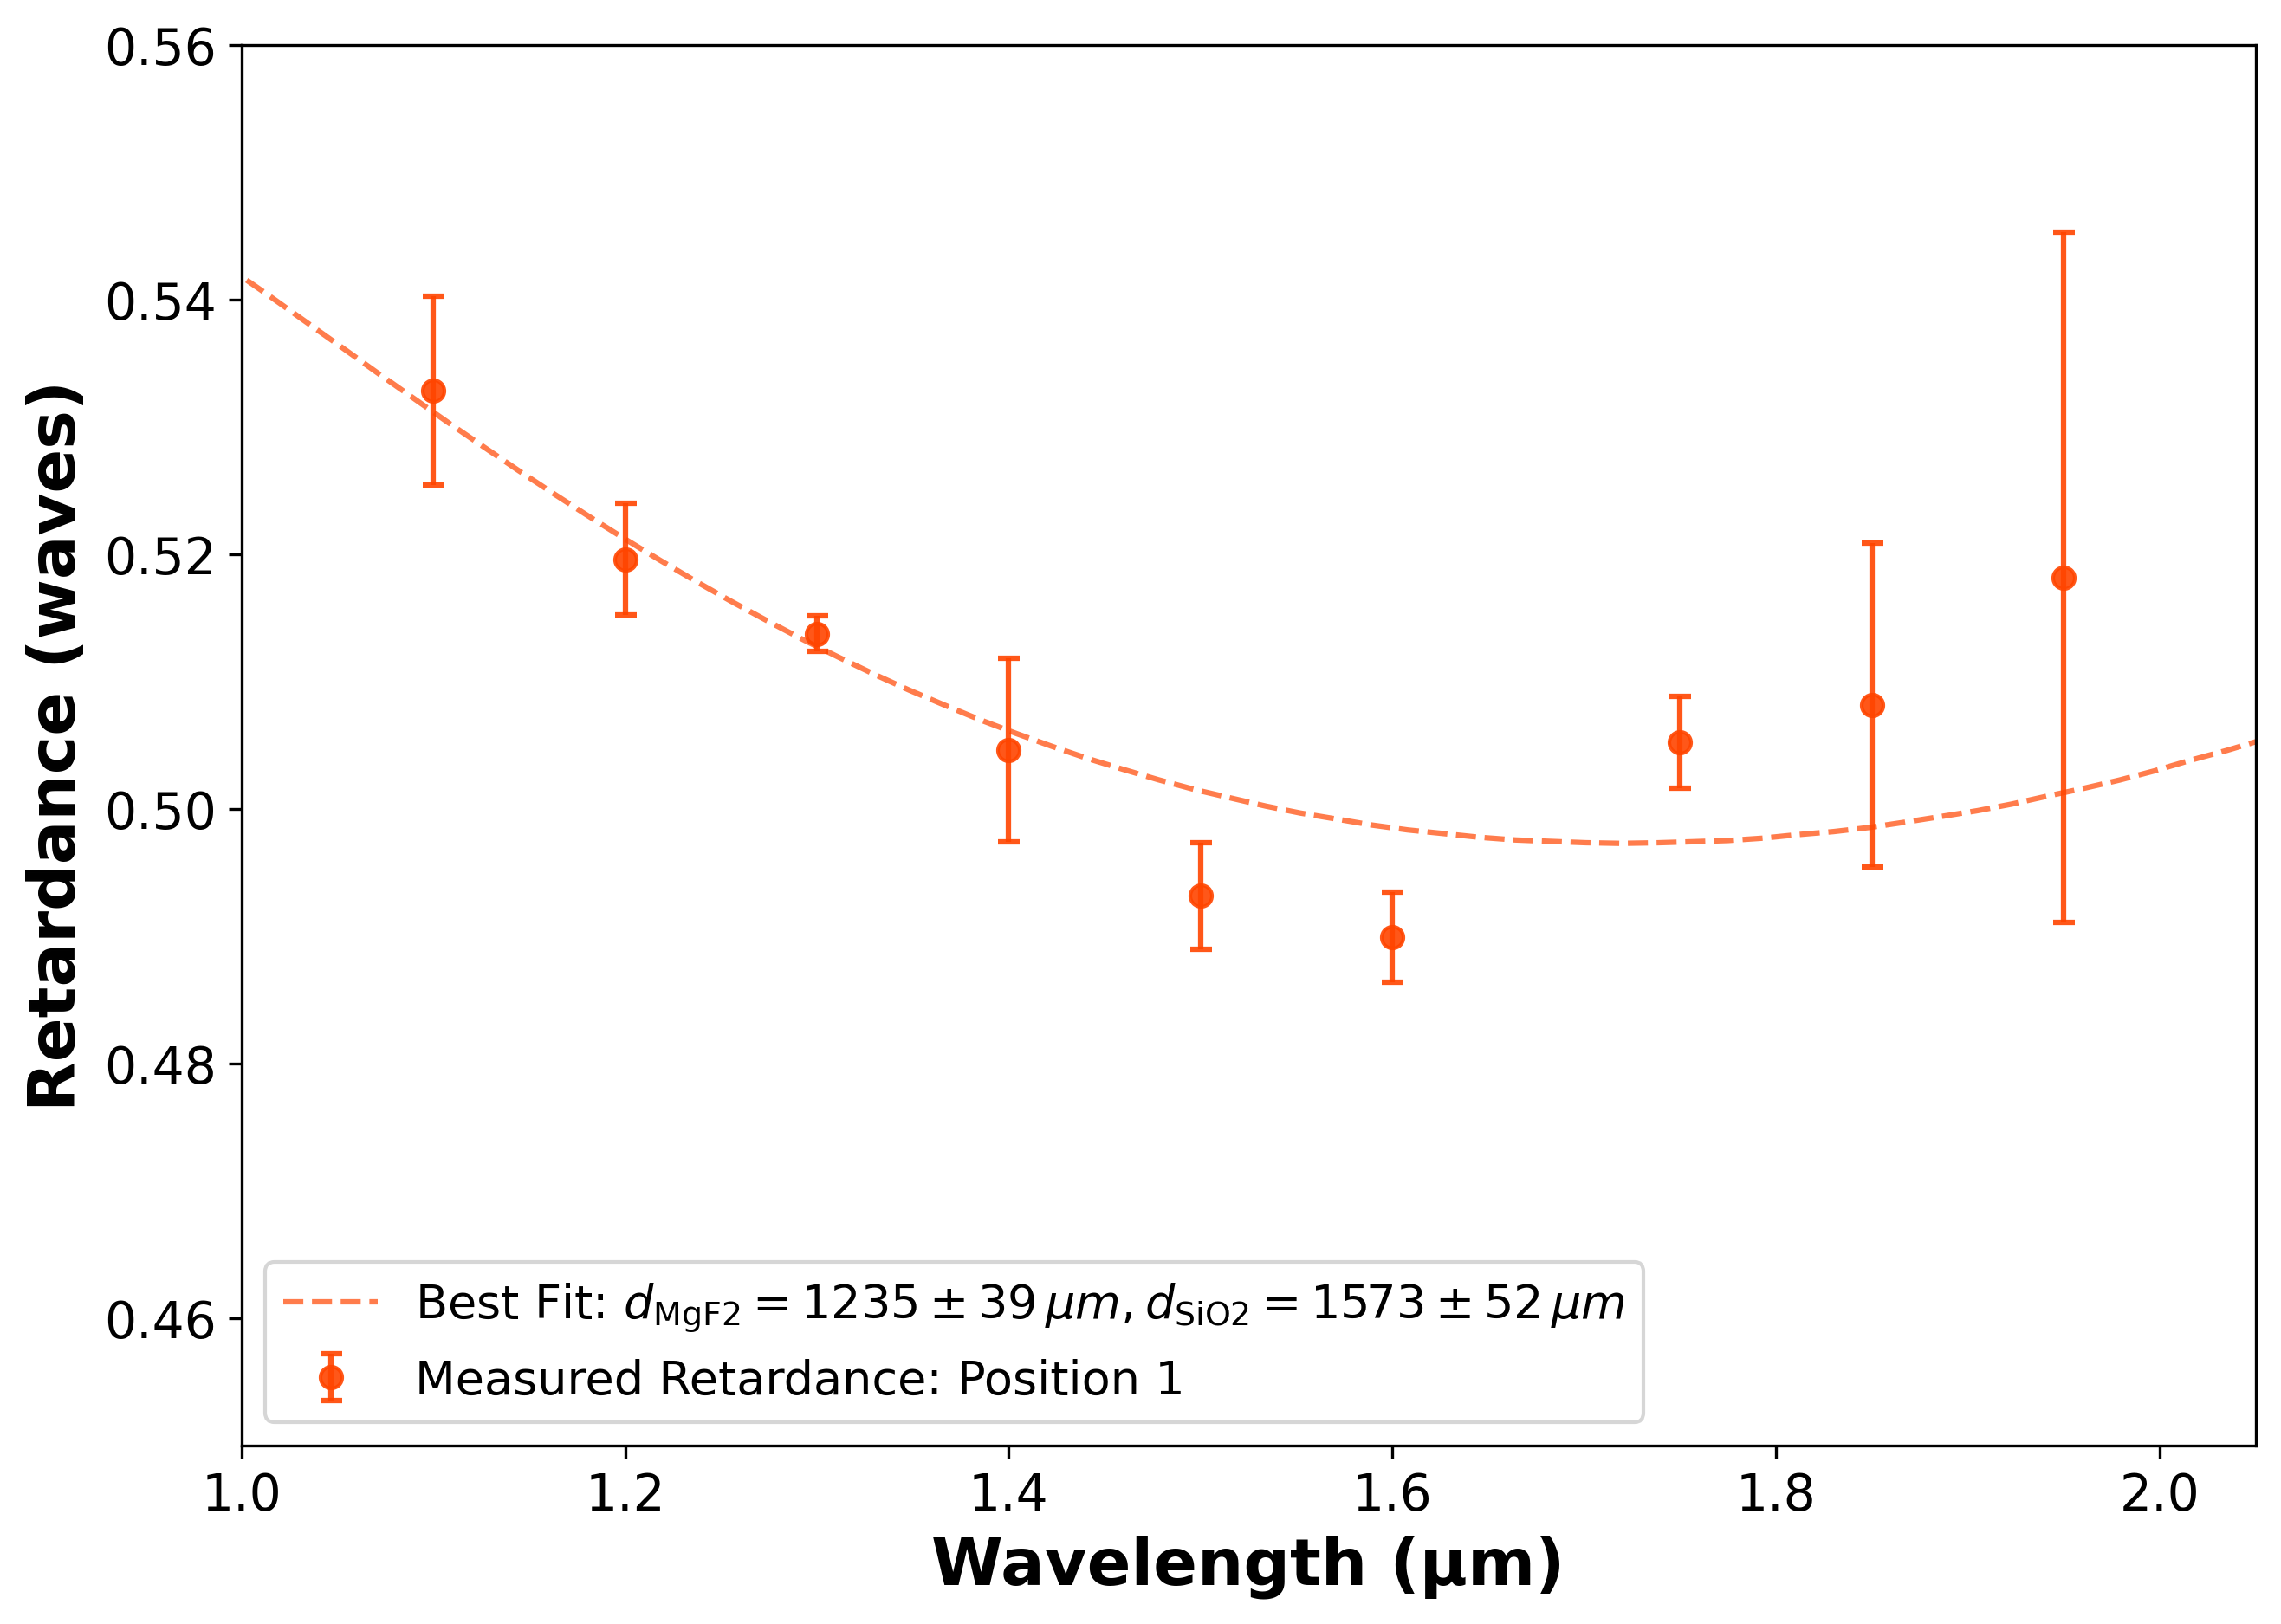 0.56
0.54
0.52
0.50
0.48
0.46
Retardance (waves)
Best Fit: d_MgF2 = 1235 ± 39 μm, d_SiO2 = 1573 ± 52 μm
Measured Retardance: Position 1
1.0 1.2 1.4 1.6 1.8 2.0
Wavelength (μm)